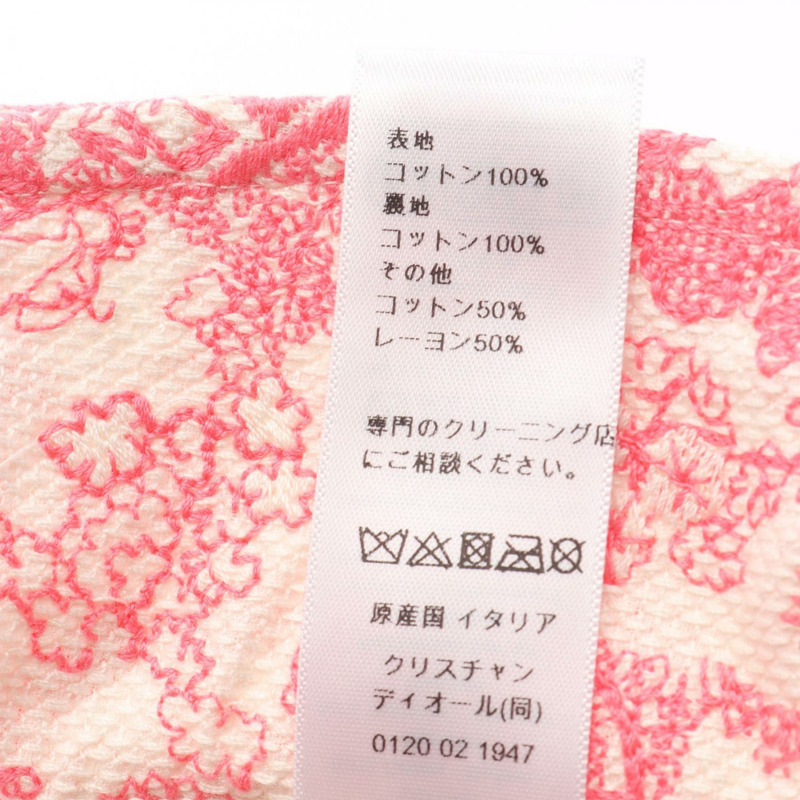 表地
コットン100%
裏地
コットン100%
その他
コットン50%
レーヨン50%
専門のクリーニング店
にご相談ください。
原産国 イタリア
クリスチャン
ディオール(同)
0120 02 1947